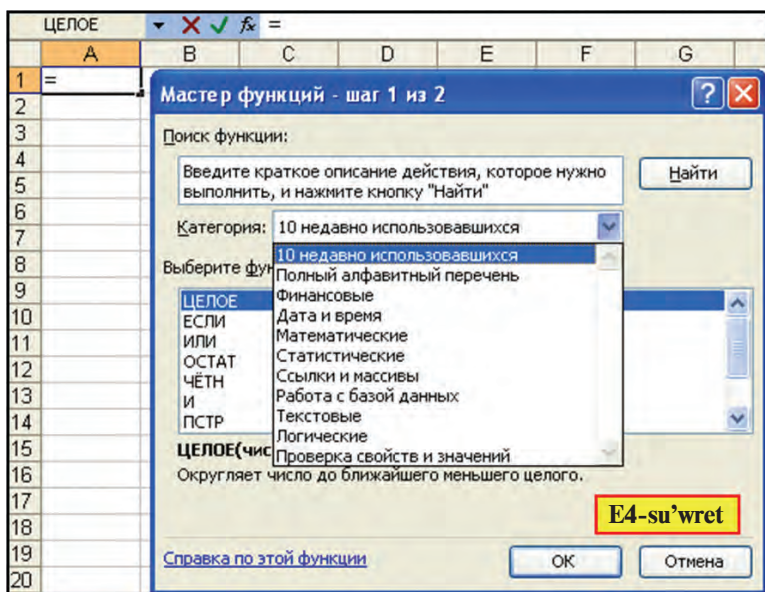 ЦЕЛОЕ fx =
A B C D E F G
1 =
2
3
4
5
6
7
8
9
10
11
12
13
14
15
16
17
18
19
20
Мастер функций - шаг 1 из 2
Поиск функции:
Введите краткое описание действия, которое нужно
выполнить, и нажмите кнопку "Найти"
Найти
Категория: 10 недавно использовавшихся
10 недавно использовавшихся
Полный алфавитный перечень
Финансовые
Дата и время
Математические
Статистические
Ссылки и массивы
Работа с базой данных
Текстовые
Логические
Проверка свойств и значений
Выберите фун
ЦЕЛОЕ
ЕСЛИ
ИЛИ
ОСТАТ
ЧЁТН
И
ПСТР
ЦЕЛОЕ(чис
Округляет число до ближайшего меньшего целого.
E4-su’wret
Справка по этой функции
ОК
Отмена